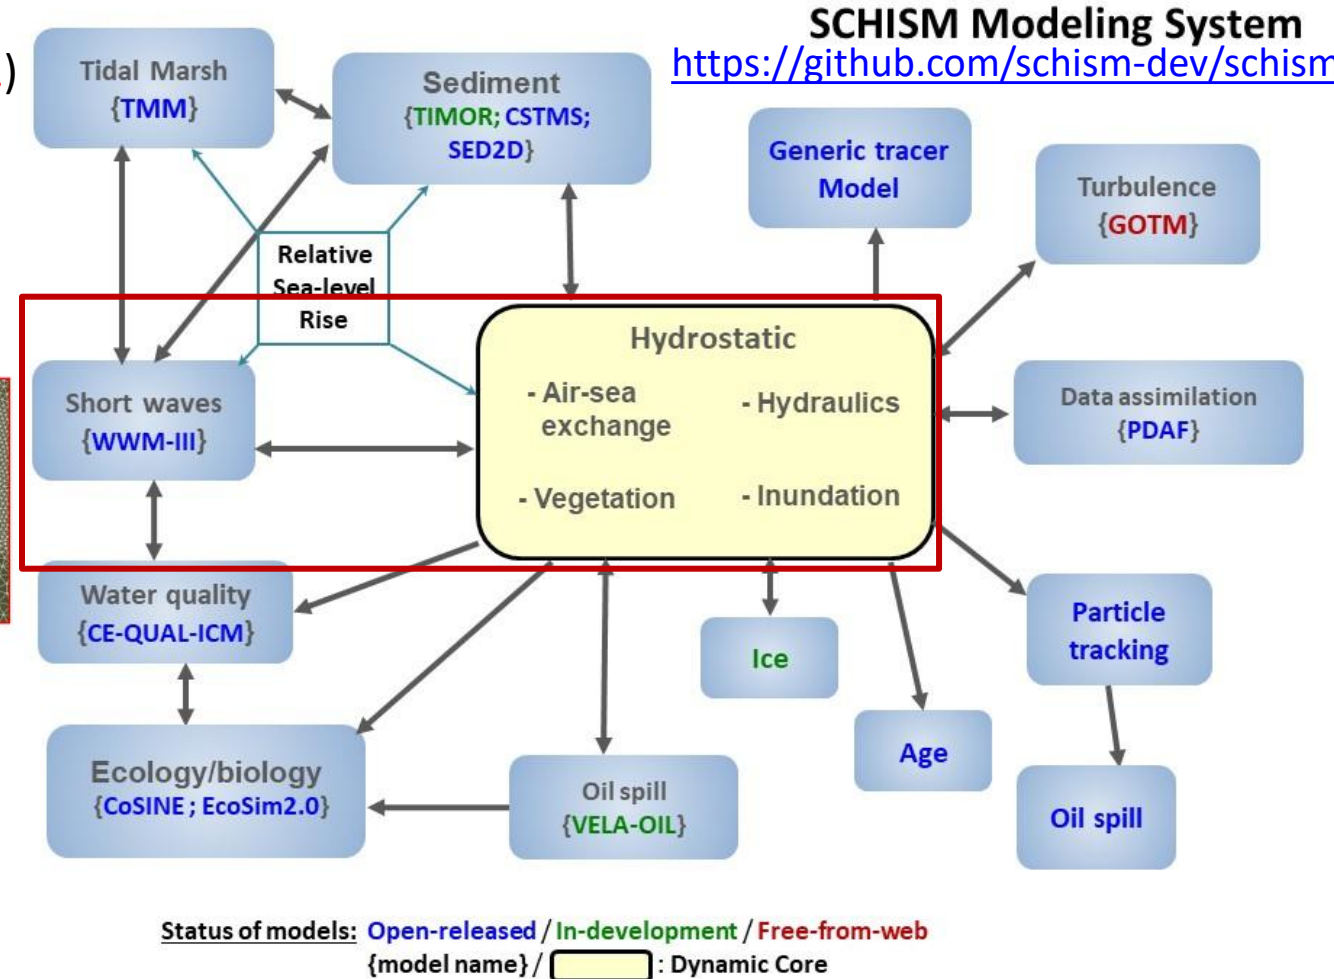 SCHISM Modeling System
https://github.com/schism-dev/schism
)
Tidal Marsh
{TMM}
Sediment
{TIMOR; CSTMS;
SED2D}
Generic tracer
Model
Turbulence
{GOTM}
Relative
Sea-level
Rise
Hydrostatic
- Air-sea
exchange
- Hydraulics
- Vegetation
- Inundation
Short waves
{WWM-III}
Data assimilation
{PDAF}
Water quality
{CE-QUAL-ICM}
Ice
Particle
tracking
Ecology/biology
{CoSINE ; EcoSim2.0}
Oil spill
{VELA-OIL}
Age
Oil spill
Status of models: Open-released / In-development / Free-from-web
{model name} / : Dynamic Core